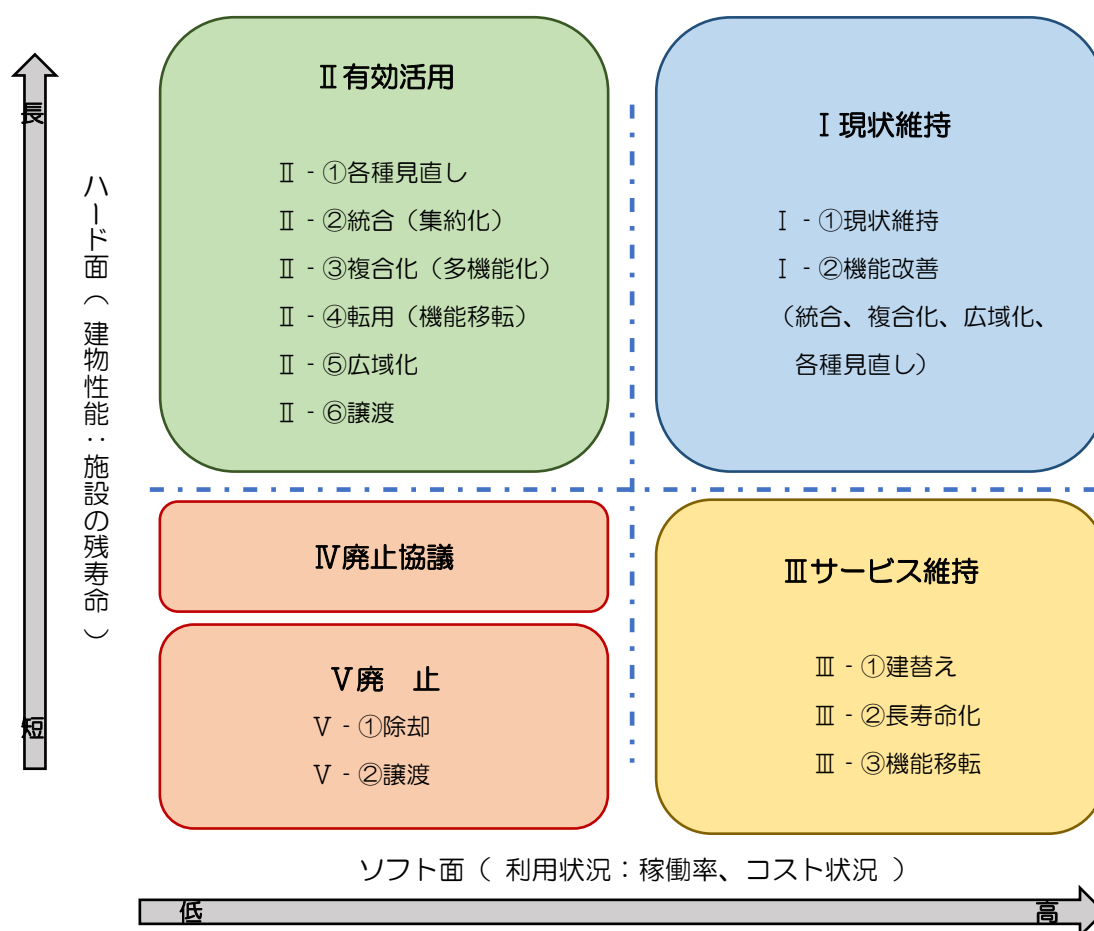 長
ハード面（建物性能：施設の残寿命）
短
Ⅱ有効活用
Ⅱ - ①各種見直し
Ⅱ - ②統合（集約化）
Ⅱ - ③複合化（多機能化）
Ⅱ - ④転用（機能移転）
Ⅱ - ⑤広域化
Ⅱ - ⑥譲渡
Ⅰ現状維持
Ⅰ - ①現状維持
Ⅰ - ②機能改善
（統合、複合化、広域化、
各種見直し）
Ⅳ廃止協議
Ⅴ廃　止
Ⅴ - ①除却
Ⅴ - ②譲渡
Ⅲサービス維持
Ⅲ - ①建替え
Ⅲ - ②長寿命化
Ⅲ - ③機能移転
ソフト面（ 利用状況：稼働率、コスト状況 ）
低
高